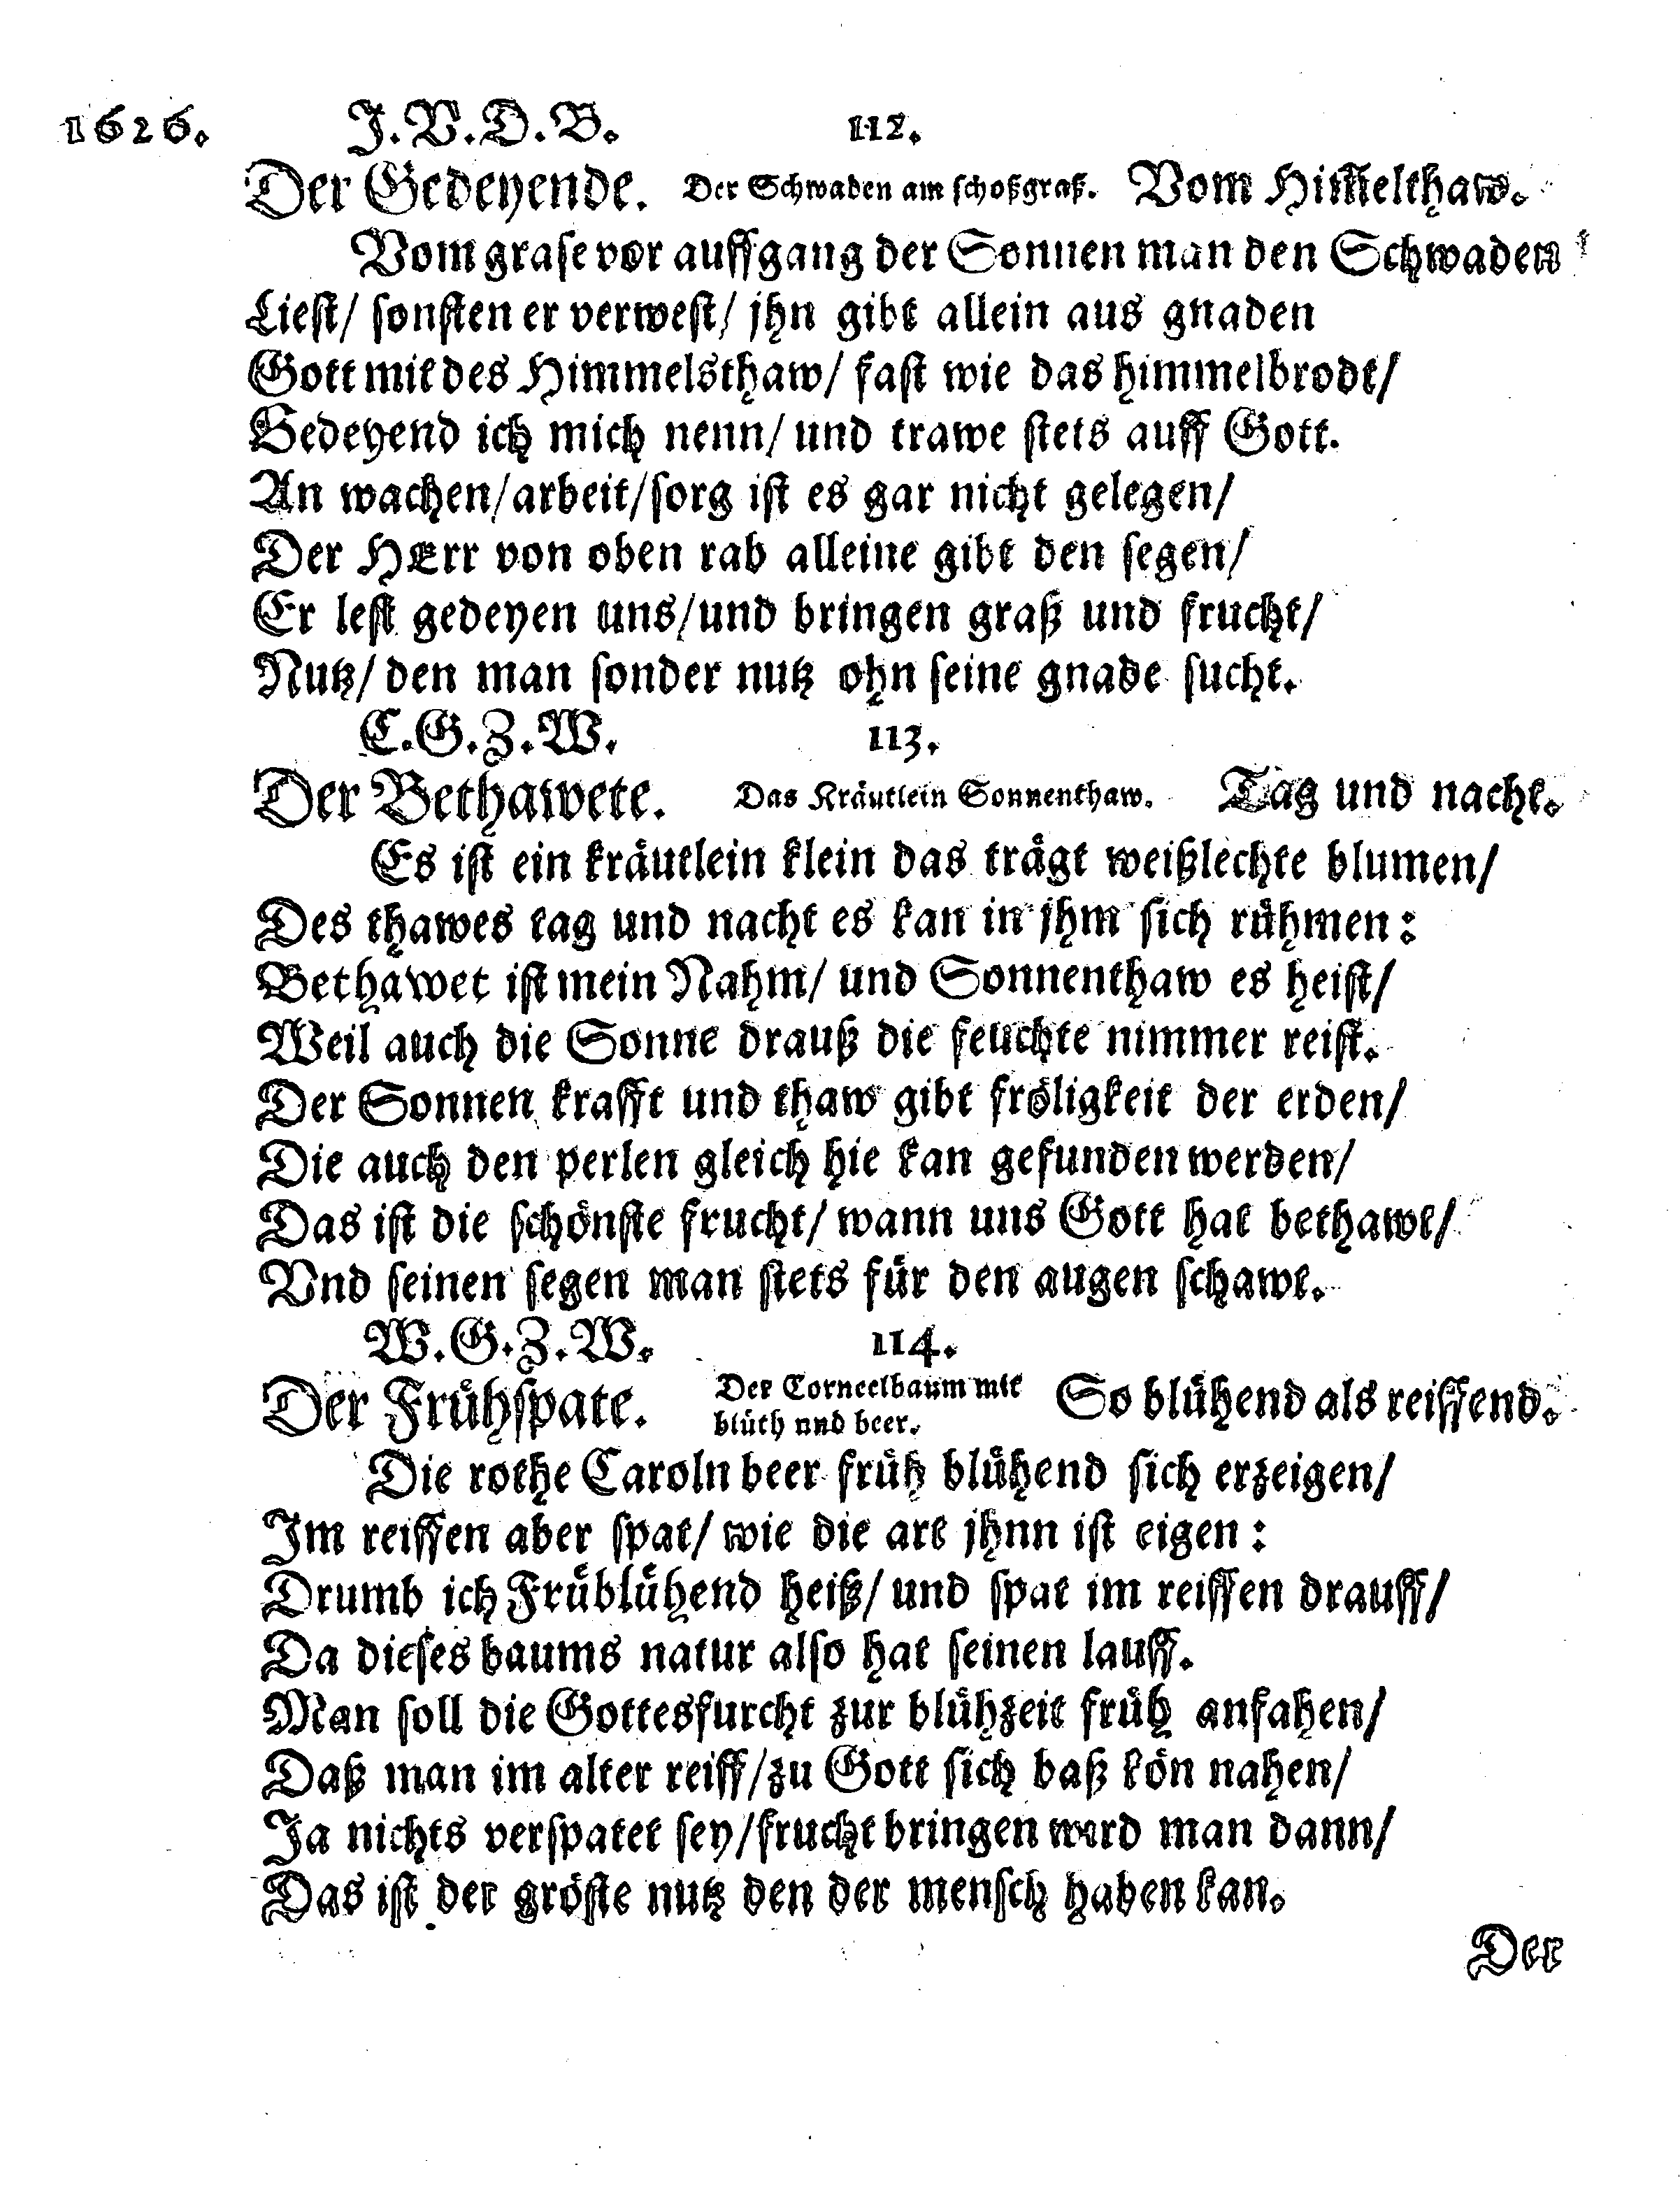 1626. J. V. D. B. 112.
Der Gedeyende. Der Schwaden am schoßgraß. Vom Him̃elthaw.
Vom grase vor auffgang der Sonnen man den Schwaden
Liest/ sonsten er verwest/ jhn gibt allein aus gnaden
Gott mit des Himmelsthaw/ fast wie das himmelbrodt/
Gedeyend ich mich nenn/ und trawe stets auff Gott.
An wachen/arbeit/sorg ist es gar nicht gelegen/
Der HErr von oben rab alleine gibt den segen/
Er lest gedeyen uns/und bringen graß und frucht/
Nutz/ den man sonder nutz ohn seine gnade sucht.
C. G. Z. W. 113.
Der Bethawete. Das Kräutlein Sonnenthaw. Tag und nacht.
Es ist ein kräutlein klein das trägt weißlechte blumen/
Des thawes tag und nacht es kan in jhm sich rühmen:
Bethawet ist mein Nahm/ und Sonnenthaw es heist/
Weil auch die Sonne drauß die feuchte nimmer reist.
Der Sonnen krafft und thaw gibt fröligkeit der erden/
Die auch den perlen gleich hie kan gefunden werden/
Das ist die schönste frucht/ wann uns Gott hat bethawt/
Vnd seinen segen man stets für den augen schawt.
W. G. Z. W. 114.
Der Frühspate. Der Corneelbaum mit blüth und beer. So blühend als reiffend.
Die rothe Caroln beer früh blühend sich erzeigen/
Im reiffen aber spat/ wie die art jhnn ist eigen:
Drumb ich Früblühend heiß/ und spat im reiffen drauff/
Da dieses baums natur also hat seinen lauff.
Man soll die Gottesfurcht zur blühzeit früh anfahen/
Daß man im alter reiff/zu Gott sich baß kön nahen/
Ja nichts verspatet sey/frucht bringen werd man dann/
Das ist der gröste nutz den der mensch haben kan.
Der